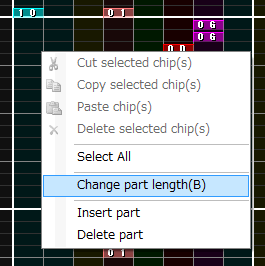 10 01
06
06
0D
Cut selected chip(s)
Copy selected chip(s)
Paste chip(s)
Delete selected chip(s)
Select All
Change part length(B)
Insert part
Delete part
01